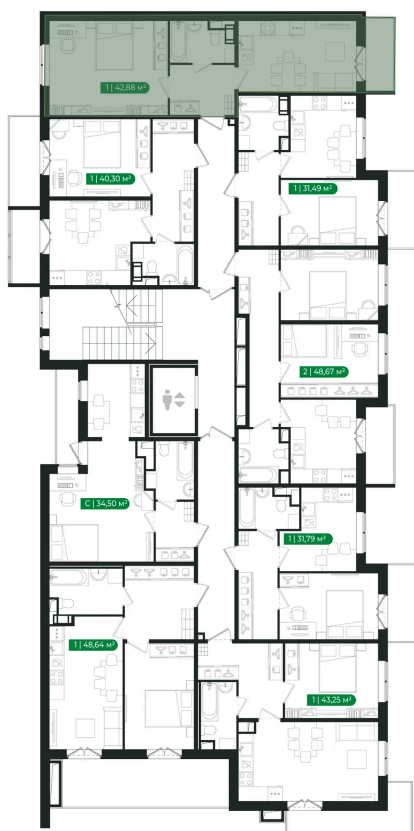 1 | 42,88 м²
1 | 40,30 м²
1 | 31,49 м²
2 | 48,67 м²
С | 34,50 м²
1 | 31,79 м²
1 | 48,64 м²
1 | 43,25 м²